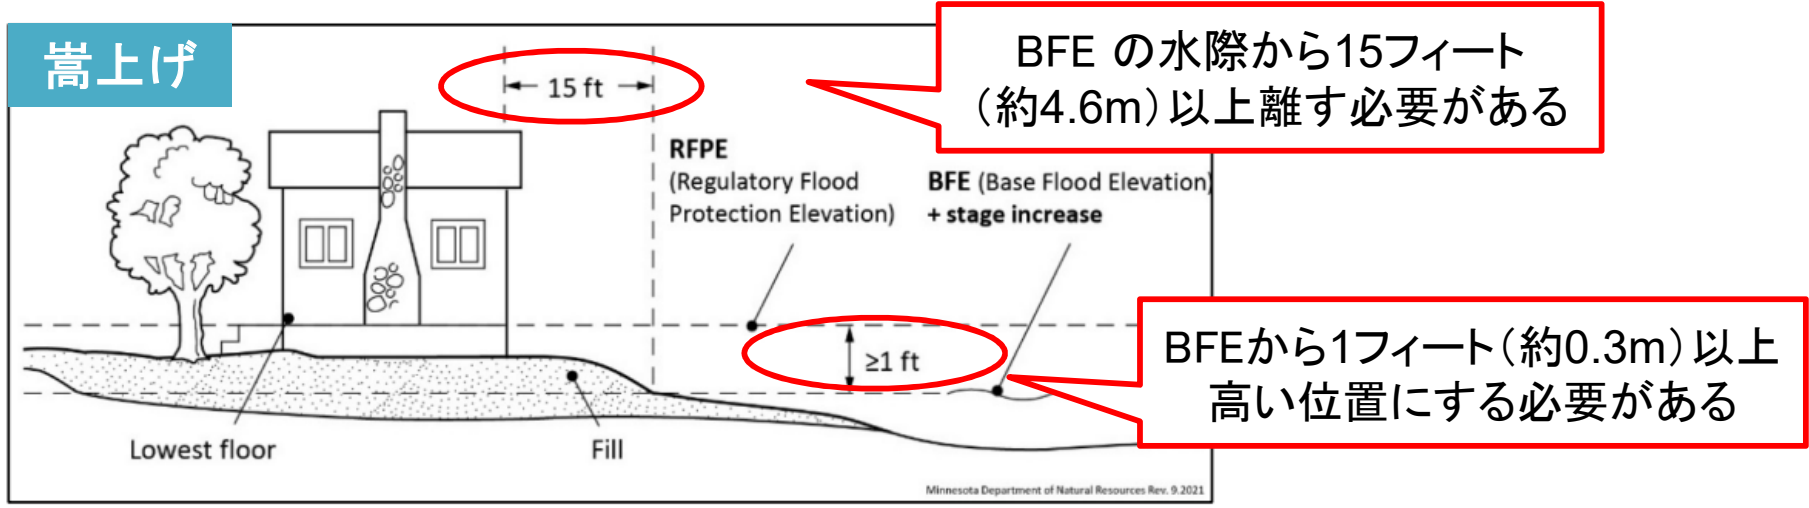 嵩上げ
15 ft
BFE の水際から15フィート
（約4.6m）以上離す必要がある
RFPE
(Regulatory Flood
Protection Elevation)
BFE (Base Flood Elevation)
+ stage increase
≥1 ft
BFEから1フィート（約0.3m）以上
高い位置にする必要がある
Lowest floor
Fill
Minnesota Department of Natural Resources Rev. 9.2021